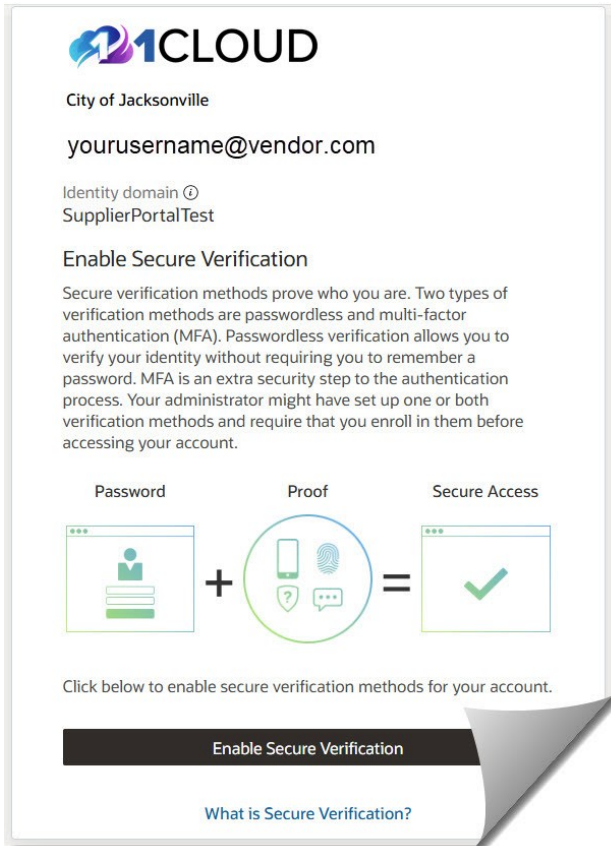 1CLOUD
City of Jacksonville
yourusername@vendor.com
Identity domain
SupplierPortalTest
Enable Secure Verification
Secure verification methods prove who you are. Two types of
verification methods are passwordless and multi-factor
authentication (MFA). Passwordless verification allows you to
verify your identity without requiring you to remember a
password. MFA is an extra security step to the authentication
process. Your administrator might have set up one or both
verification methods and require that you enroll in them before
accessing your account.
Password Proof Secure Access
+ ? =
Click below to enable secure verification methods for your account.
Enable Secure Verification
What is Secure Verification?